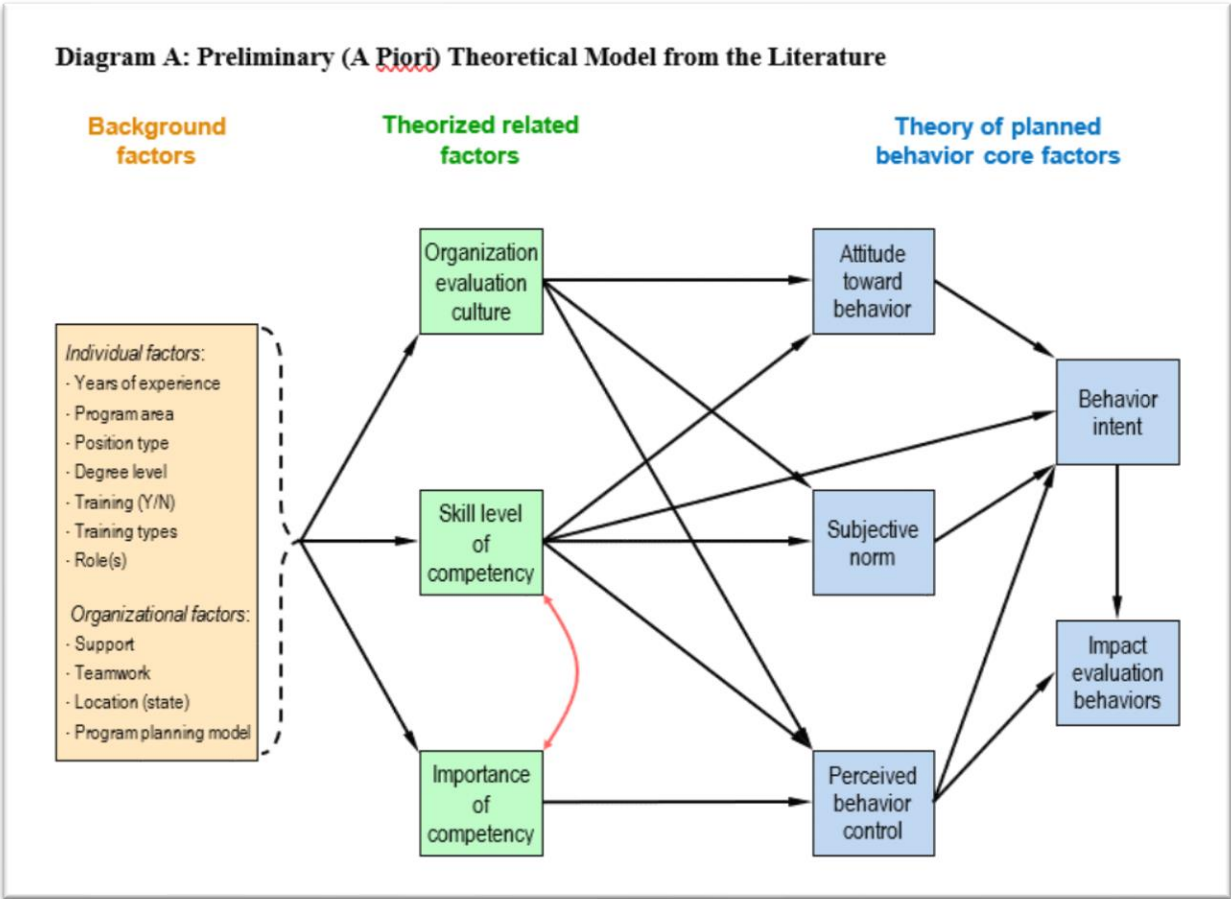 Diagram A: Preliminary (A Piori) Theoretical Model from the Literature
Background
factors
Theorized related
factors
Theory of planned
behavior core factors
Individual factors:
· Years of experience
· Program area
· Position type
· Degree level
· Training (Y/N)
· Training types
· Role(s)
Organizational factors:
· Support
· Teamwork
· Location (state)
· Program planning model
Organization
evaluation
culture
Skill level
of
competency
Importance
of
competency
Attitude
toward
behavior
Subjective
norm
Perceived
behavior
control
Behavior
intent
Impact
evaluation
behaviors